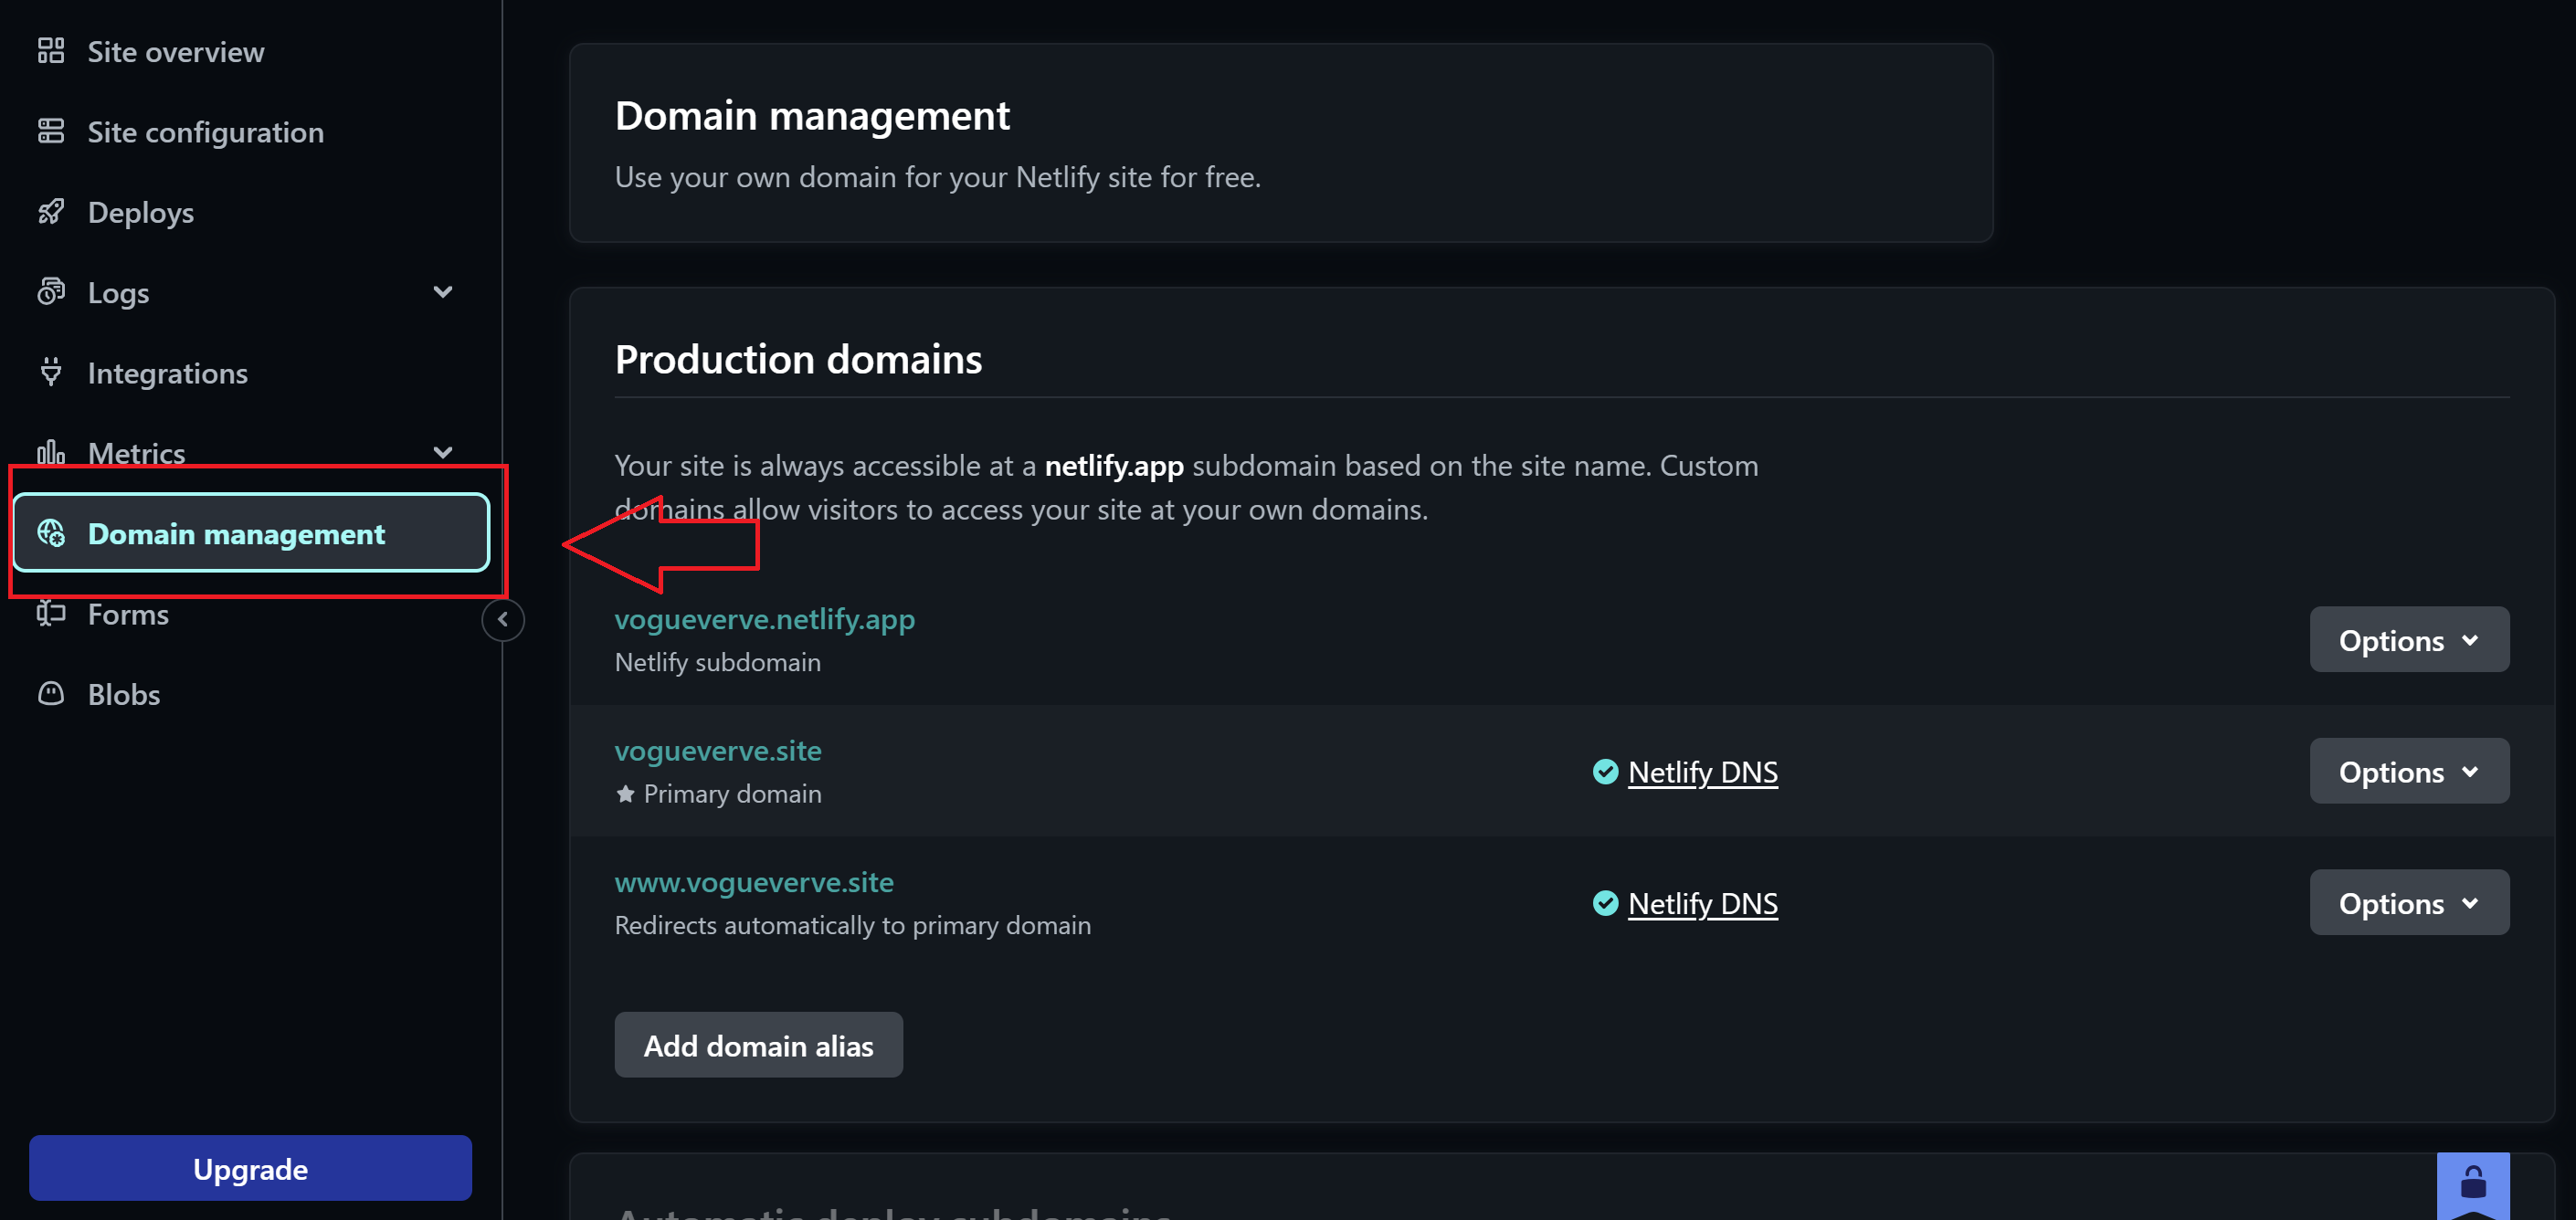 Site overview
Site configuration
Deploys
Logs
Integrations
Metrics
Domain management
Forms
Blobs
Upgrade
Domain management
Use your own domain for your Netlify site for free.
Production domains
Your site is always accessible at a netlify.app subdomain based on the site name. Custom
domains allow visitors to access your site at your own domains.
vogueverve.netlify.app
Netlify subdomain
Options
vogueverve.site
Primary domain
Netlify DNS
Options
www.vogueverve.site
Redirects automatically to primary domain
Netlify DNS
Options
Add domain alias
Automatic deploy subdomains